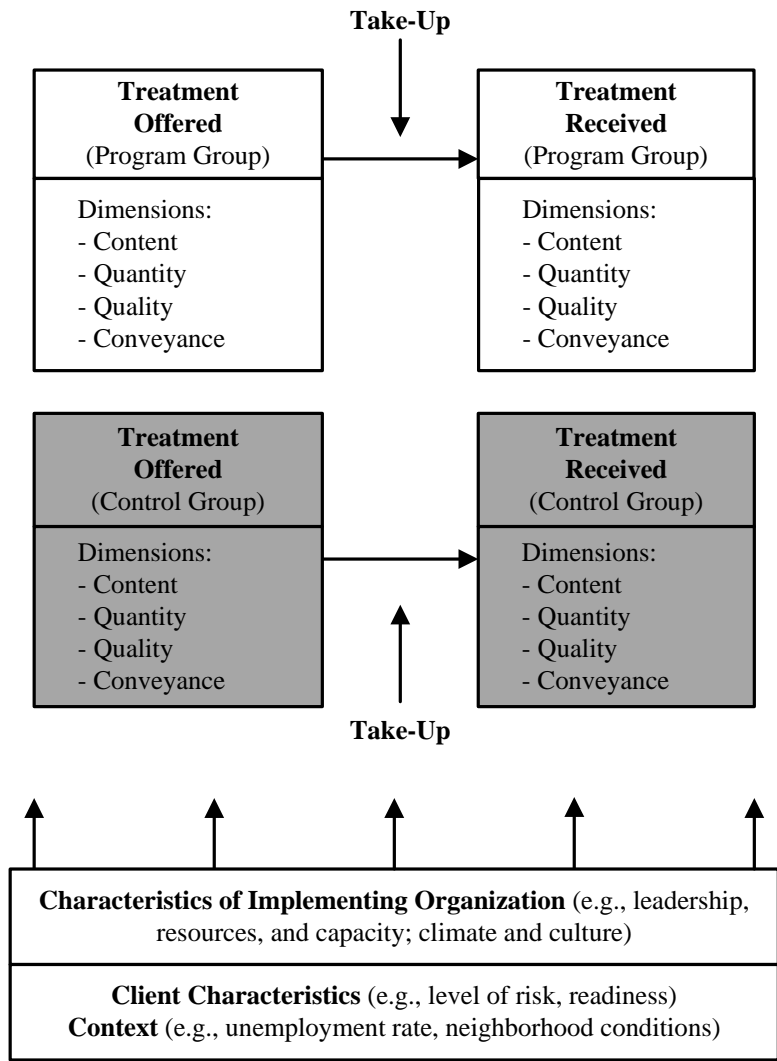 Take-Up
Treatment
Offered
(Program Group)
Dimensions:
- Content
- Quantity
- Quality
- Conveyance
Treatment
Received
(Program Group)
Dimensions:
- Content
- Quantity
- Quality
- Conveyance
Treatment
Offered
(Control Group)
Dimensions:
- Content
- Quantity
- Quality
- Conveyance
Treatment
Received
(Control Group)
Dimensions:
- Content
- Quantity
- Quality
- Conveyance
Take-Up
Characteristics of Implementing Organization (e.g., leadership,
resources, and capacity; climate and culture)
Client Characteristics (e.g., level of risk, readiness)
Context (e.g., unemployment rate, neighborhood conditions)